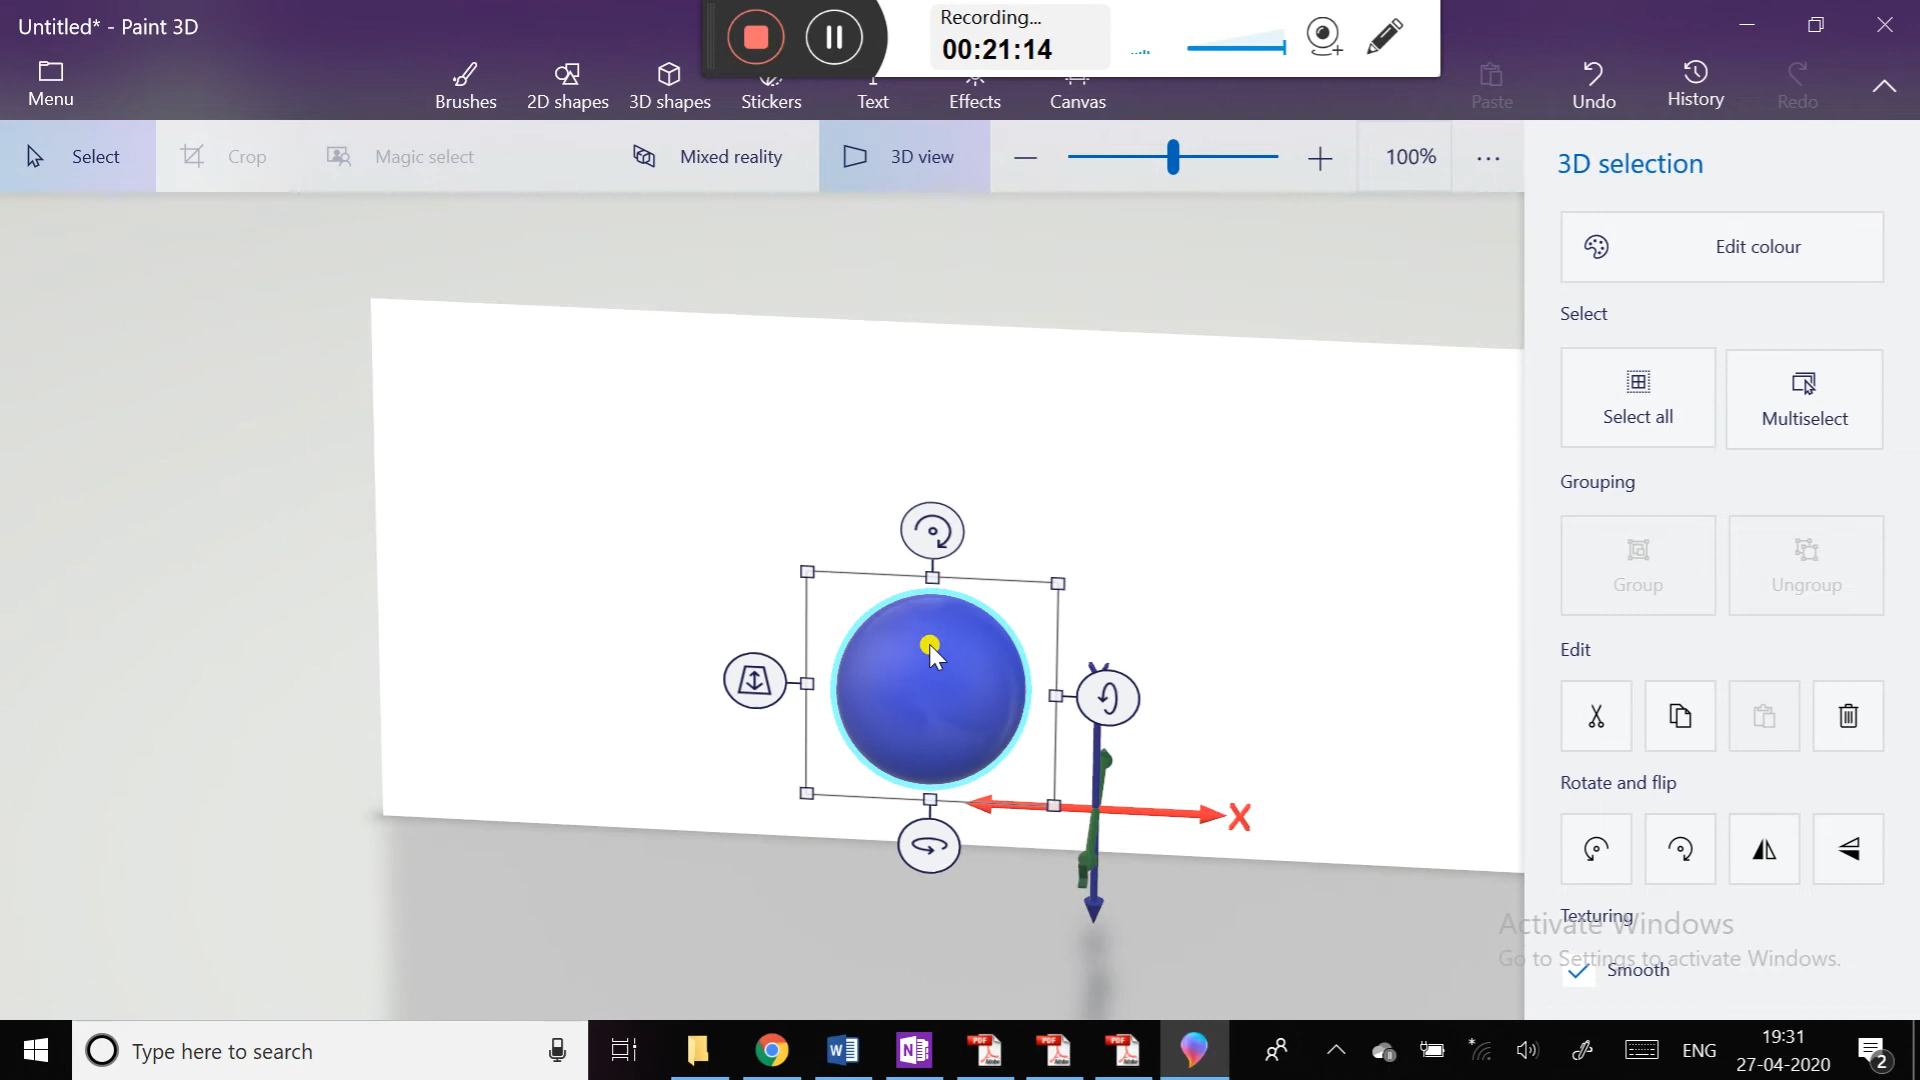 Untitled* - Paint 3D
Recording...
00:21:14
Menu
Brushes
2D shapes
3D shapes
Stickers
Text
Effects
Canvas
Paste
Undo
History
Redo
Select
Crop
Magic select
Mixed reality
3D view
100%
3D selection
Edit colour
Select
Select all
Multiselect
Grouping
Group
Ungroup
Edit
Rotate and flip
Texturing
Smooth
Activate Windows
Go to Settings to activate Windows.
X
Type here to search
PDF
PDF
PDF
ENG
19:31
27-04-2020
2